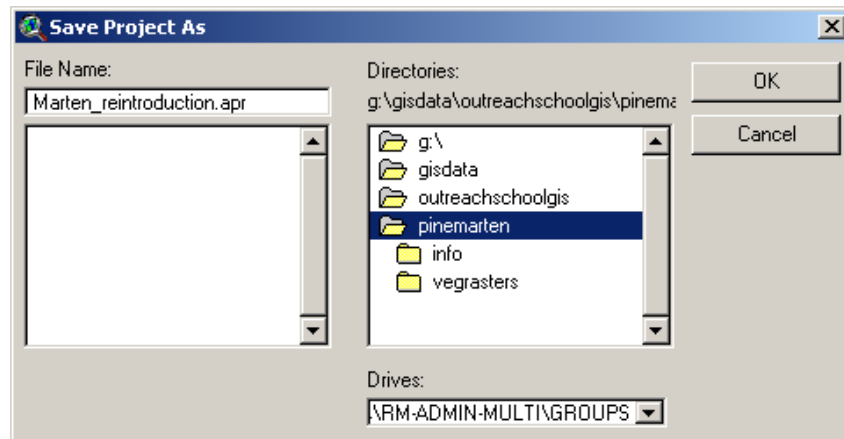 Save Project As
File Name:
Marten_reintroduction.apr
Directories:
g:\gisdata\outreachschoolgis\pinema
g:\
gisdata
outreachschoolgis
pinemarten
info
vegrasters
Drives:
.\RM-ADMIN-MULTI\GROUPS
OK
Cancel